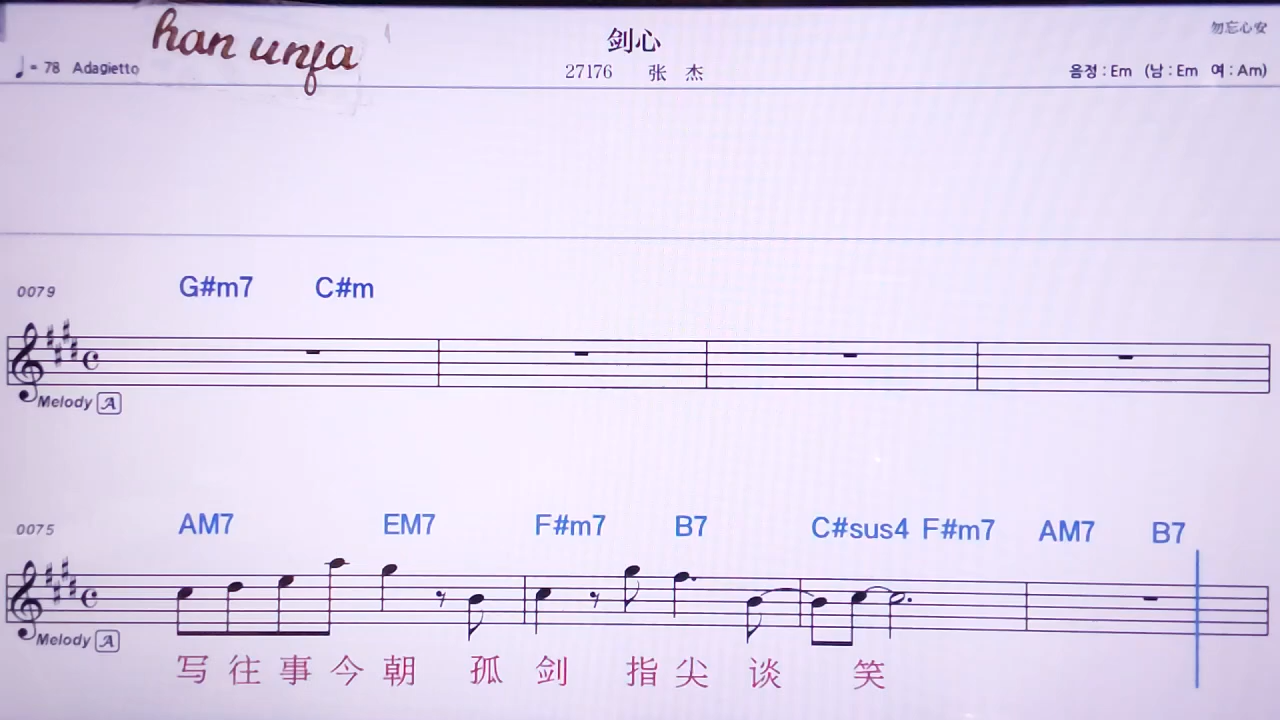 han unfa
剑心
勿忘心安
♩= 78 Adagietto
27176 张 杰
음정 : Em (남 : Em 여 : Am)
0079
G#m7 C#m
Melody A
0075
AM7 EM7 F#m7 B7 C#sus4 F#m7 AM7 B7
Melody A
写 往 事 今 朝 孤 剑 指 尖 谈 笑